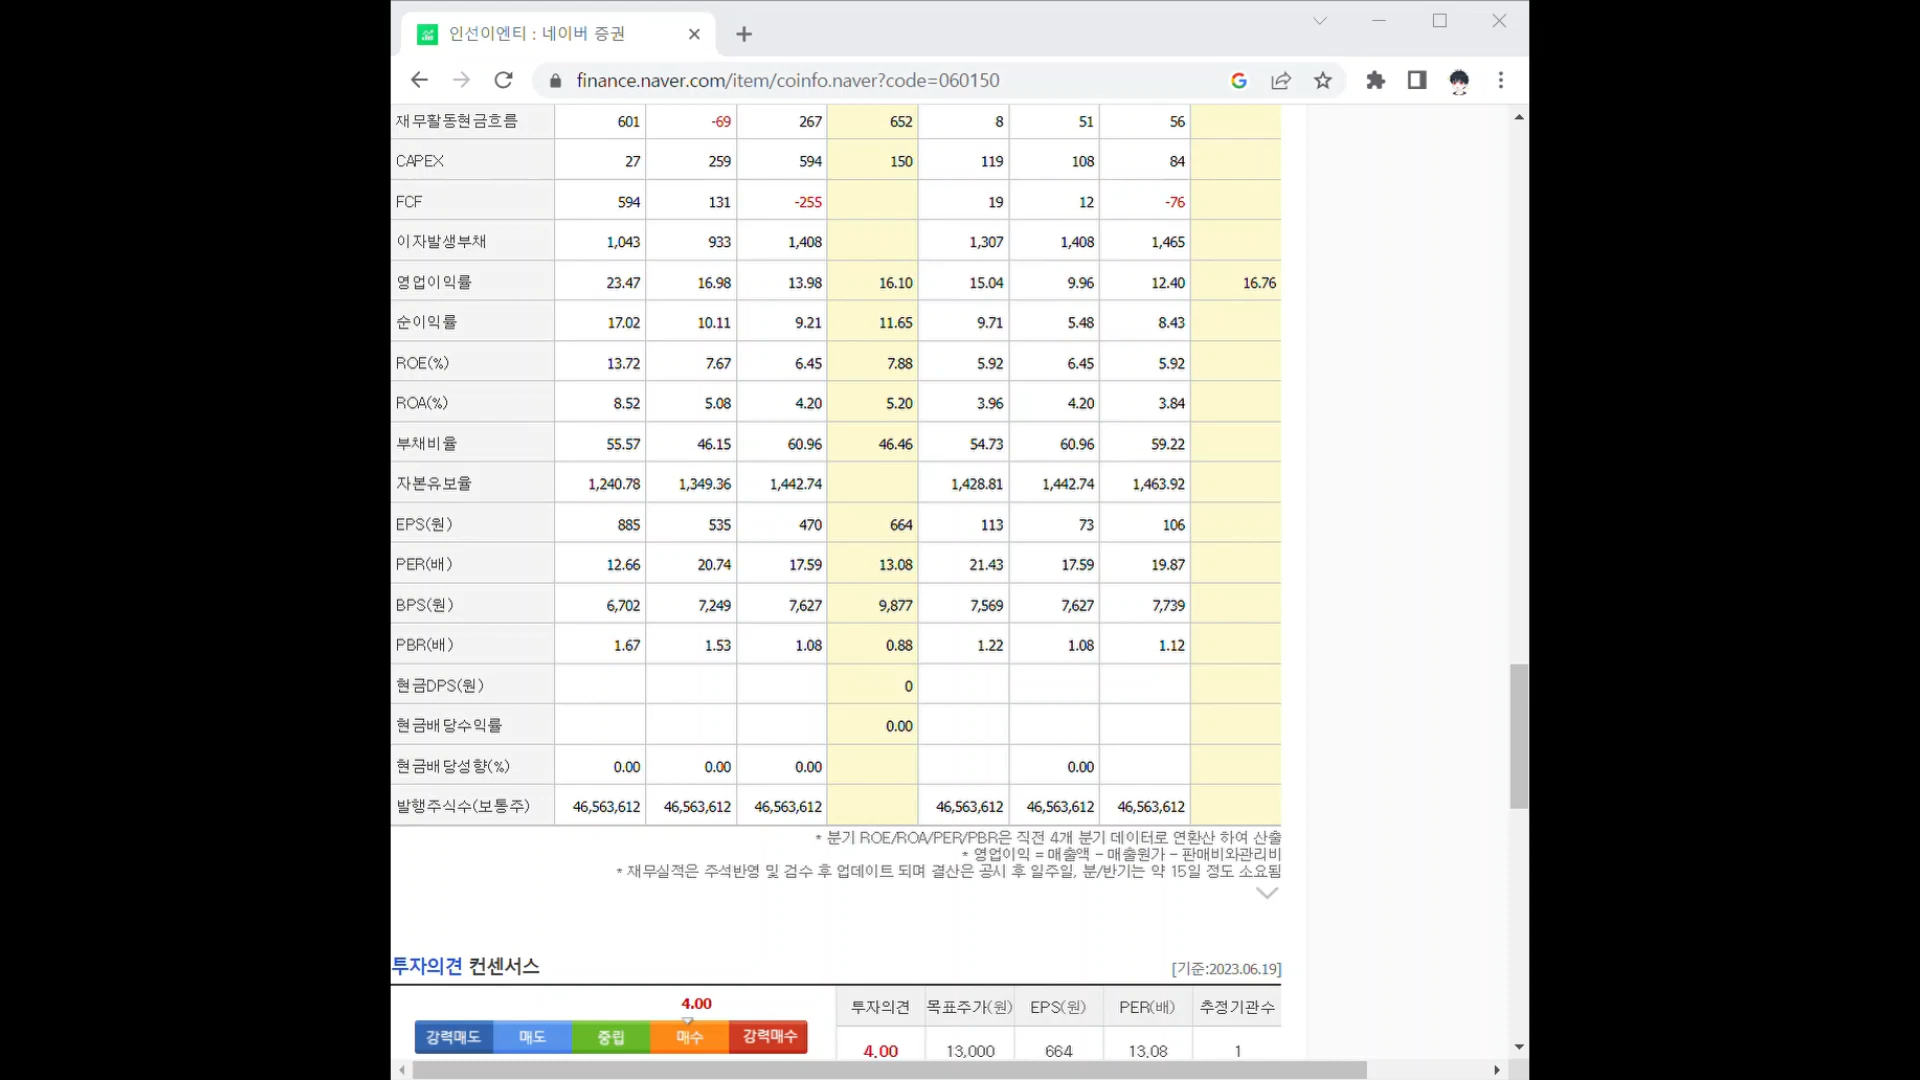 인선이엔티 : 네이버 증권
finance.naver.com/item/coinfo.naver?code=060150
재무활동현금흐름 601 -69 267 652 8 51 56
CAPEX 27 259 594 150 119 108 84
FCF 594 131 -255 19 12 -76
이자발생부채 1,043 933 1,408 1,307 1,408 1,465
영업이익률 23.47 16.98 13.98 16.10 15.04 9.96 12.40 16.76
순이익률 17.02 10.11 9.21 11.65 9.71 5.48 8.43
ROE(%) 13.72 7.67 6.45 7.88 5.92 6.45 5.92
ROA(%) 8.52 5.08 4.20 5.20 3.96 4.20 3.84
부채비율 55.57 46.15 60.96 46.46 54.73 60.96 59.22
자본유보율 1,240.78 1,349.36 1,442.74 1,428.81 1,442.74 1,463.92
EPS(원) 885 535 470 664 113 73 106
PER(배) 12.66 20.74 17.59 13.08 21.43 17.59 19.87
BPS(원) 6,702 7,249 7,627 9,877 7,569 7,627 7,739
PBR(배) 1.67 1.53 1.08 0.88 1.22 1.08 1.12
현금DPS(원) 0
현금배당수익률 0.00
현금배당성향(%) 0.00 0.00 0.00 0.00
발행주식수(보통주) 46,563,612 46,563,612 46,563,612 46,563,612 46,563,612 46,563,612
* 분기 ROE/ROA/PER/PBR은 직전 4개 분기 데이터로 연환산 하여 산출
* 영업이익 = 매출액 - 매출원가 - 판매비와관리비
* 재무실적은 주석반영 및 검수 후 업데이트 되며 결산은 공시 후 일주일, 분/반기는 약 15일 정도 소요됨
투자의견 컨센서스 [기준:2023.06.19]
4.00
강력매도 매도 중립 매수 강력매수
투자의견 목표주가(원) EPS(원) PER(배) 추정기관수
4.00 13,000 664 13.08 1